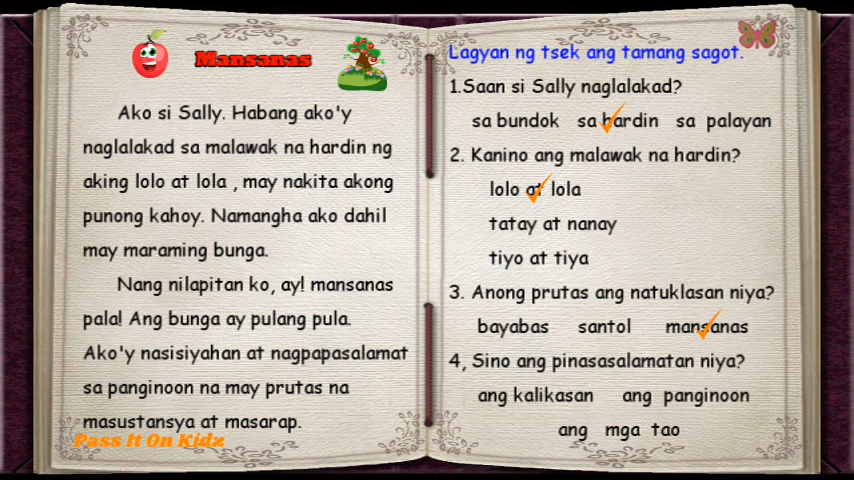 Mansanas
Ako si Sally. Habang ako'y
naglalakad sa malawak na hardin ng
aking lolo at lola , may nakita akong
punong kahoy. Namangha ako dahil
may maraming bunga.
Nang nilapitan ko, ay! mansanas
pala! Ang bunga ay pulang pula.
Ako'y nasisiyahan at nagpapasalamat
sa panginoon na may prutas na
masustansya at masarap.
Pass It On Kidz
Lagyan ng tsek ang tamang sagot.
1.Saan si Sally naglalakad?
sa bundok sa hardin sa palayan
2. Kanino ang malawak na hardin?
lolo at lola
tatay at nanay
tiyo at tiya
3. Anong prutas ang natuklasan niya?
bayabas santol mansanas
4, Sino ang pinasasalamatan niya?
ang kalikasan ang panginoon
ang mga tao